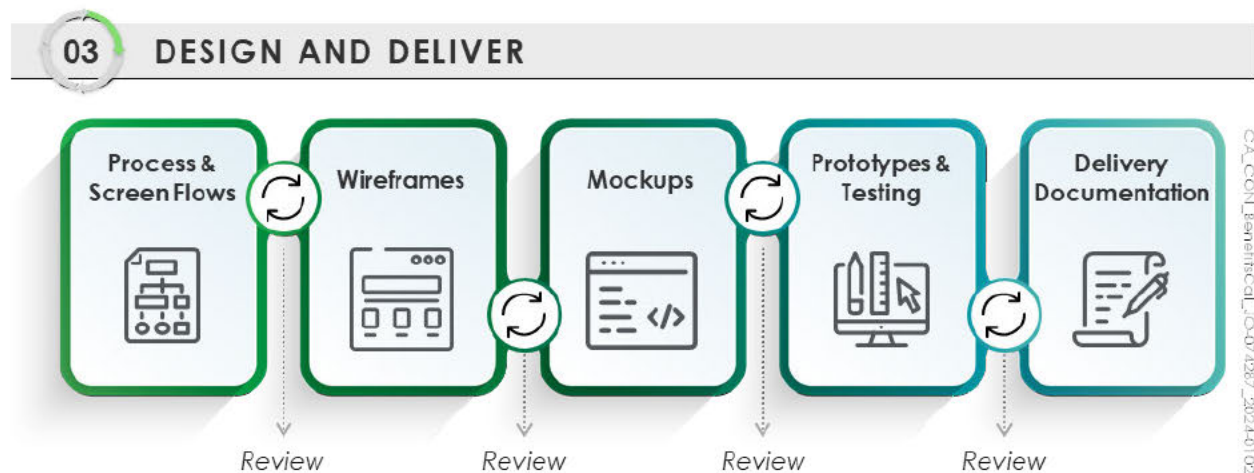 03 DESIGN AND DELIVER
Process &
Screen Flows
Wireframes
Mockups
Prototypes &
Testing
Delivery
Documentation
Review
Review
Review
Review